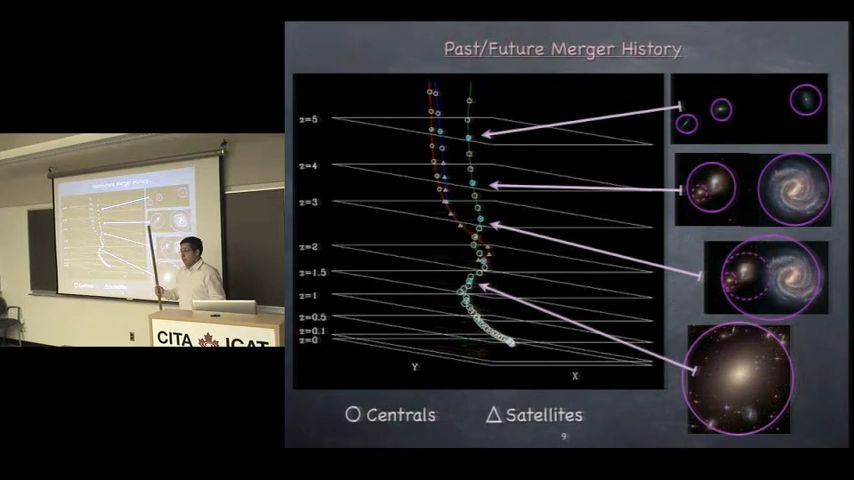 Past/Future Merger History
z=5
z=4
z=3
z=2
z=1.5
z=1
z=0.5
z=0.1
z=0
Y
X
Centrals
Satellites
9
CITA ICAT